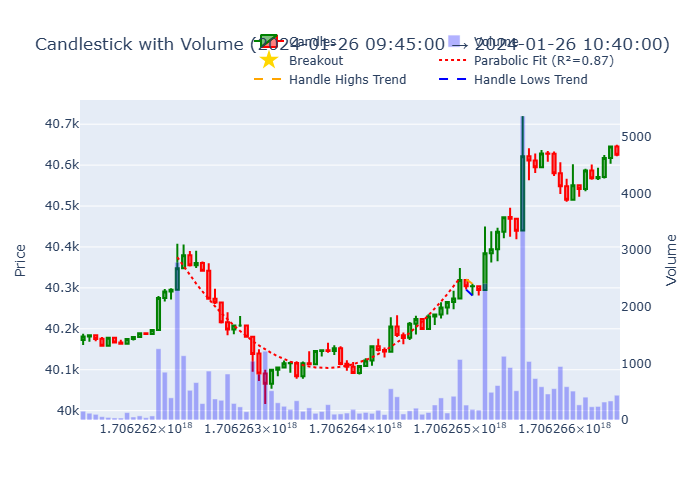 Candlestick with Volume (2024-01-26 09:45:00 → 2024-01-26 10:40:00)
Candles
Volume
Breakout
Parabolic Fit (R²=0.87)
Handle Highs Trend
Handle Lows Trend
40.7k
40.6k
40.5k
40.4k
40.3k
40.2k
40.1k
40k
Price
5000
4000
3000
2000
1000
0
Volume
1.706262×10¹⁸
1.706263×10¹⁸
1.706264×10¹⁸
1.706265×10¹⁸
1.706266×10¹⁸